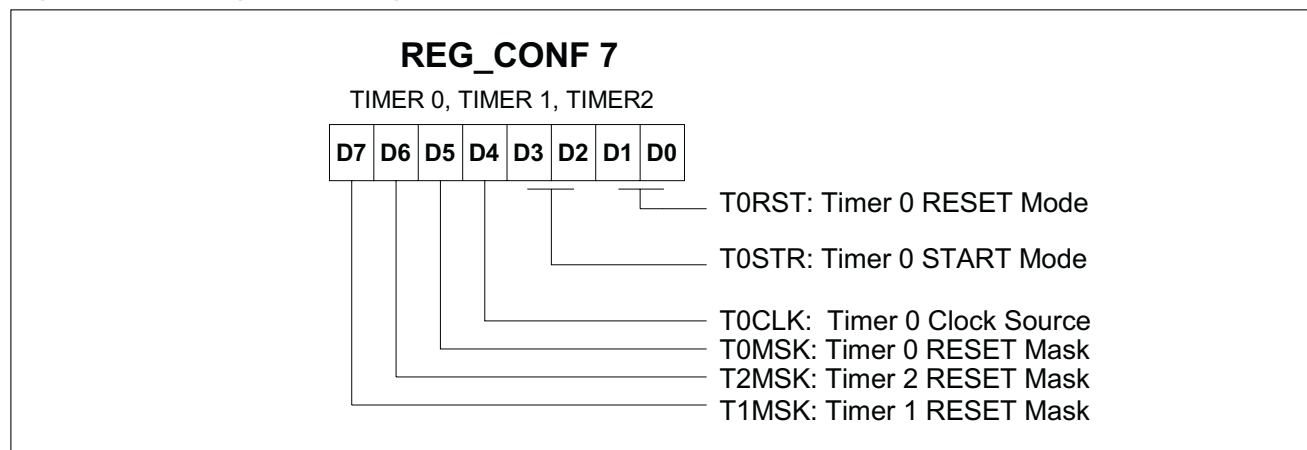 REG_CONF 7
TIMER 0, TIMER 1, TIMER2
D7 D6 D5 D4 D3 D2 D1 D0
T0RST: Timer 0 RESET Mode
T0STR: Timer 0 START Mode
T0CLK: Timer 0 Clock Source
T0MSK: Timer 0 RESET Mask
T2MSK: Timer 2 RESET Mask
T1MSK: Timer 1 RESET Mask